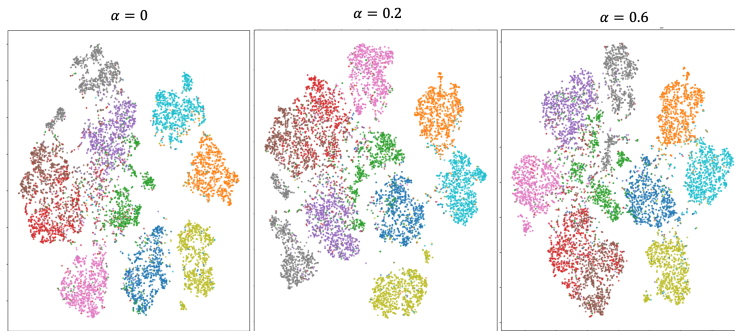 α = 0
α = 0.2
α = 0.6